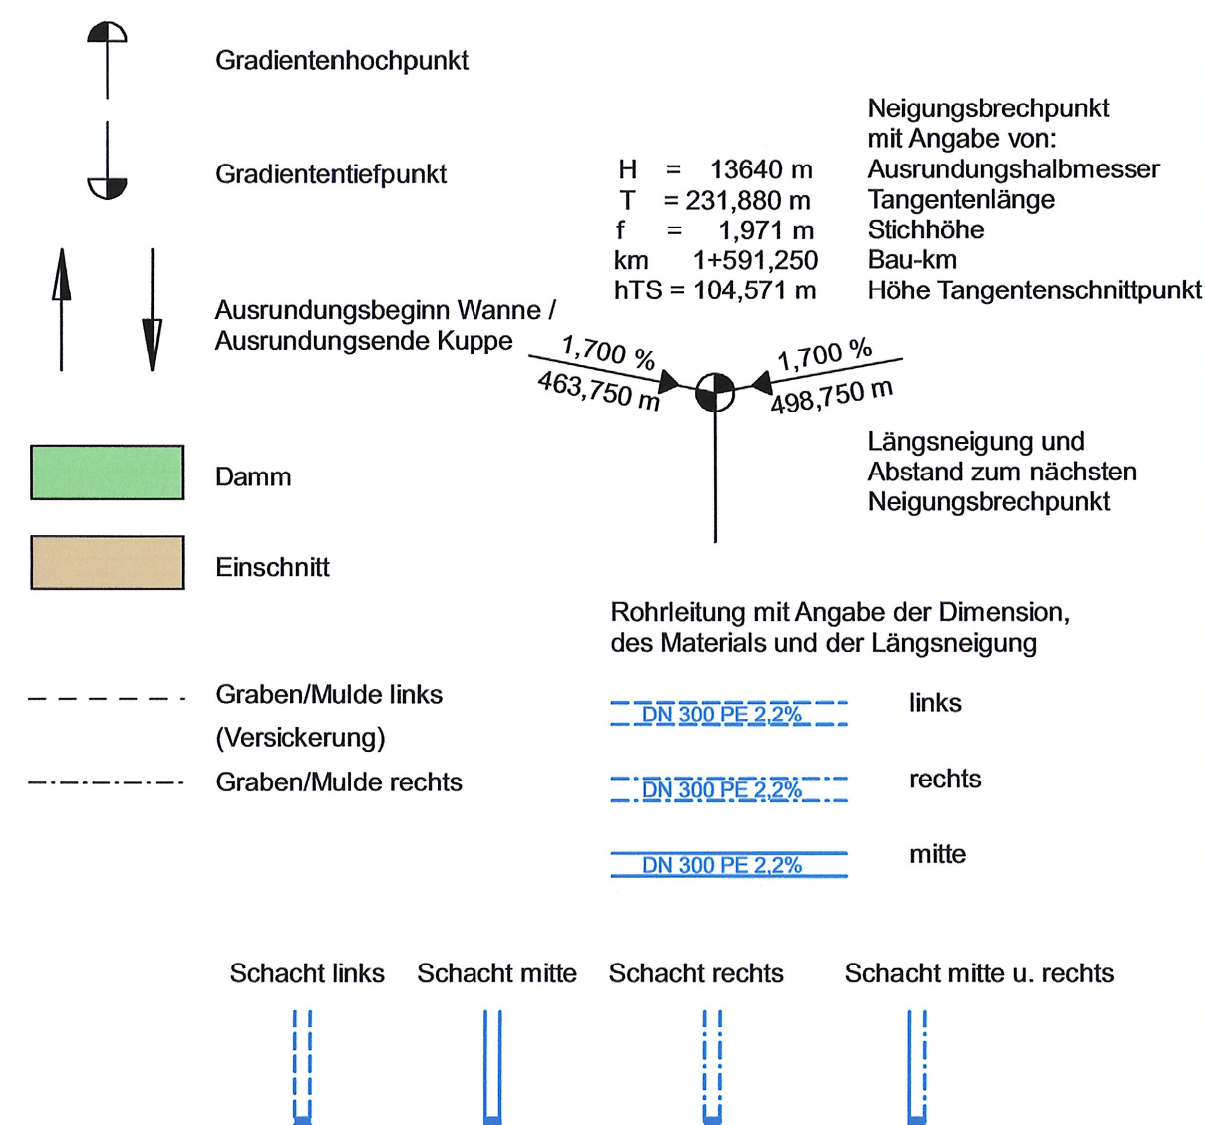 Gradientenhochpunkt
Gradiententiefpunkt
Ausrundungsbeginn Wanne /
Ausrundungsende Kuppe
Damm
Einschnitt
Graben/Mulde links
(Versickerung)
Graben/Mulde rechts
Neigungsbrechpunkt
mit Angabe von:
H = 13640 m Ausrundungshalbmesser
T = 231,880 m Tangentenlänge
f = 1,971 m Stichhöhe
km 1+591,250 Bau-km
hTS = 104,571 m Höhe Tangentenschnittpunkt
1,700 %
463,750 m
1,700 %
498,750 m
Längsneigung und
Abstand zum nächsten
Neigungsbrechpunkt
Rohrleitung mit Angabe der Dimension,
des Materials und der Längsneigung
DN 300 PE 2,2% links
DN 300 PE 2,2% rechts
DN 300 PE 2,2% mitte
Schacht links Schacht mitte Schacht rechts Schacht mitte u. rechts